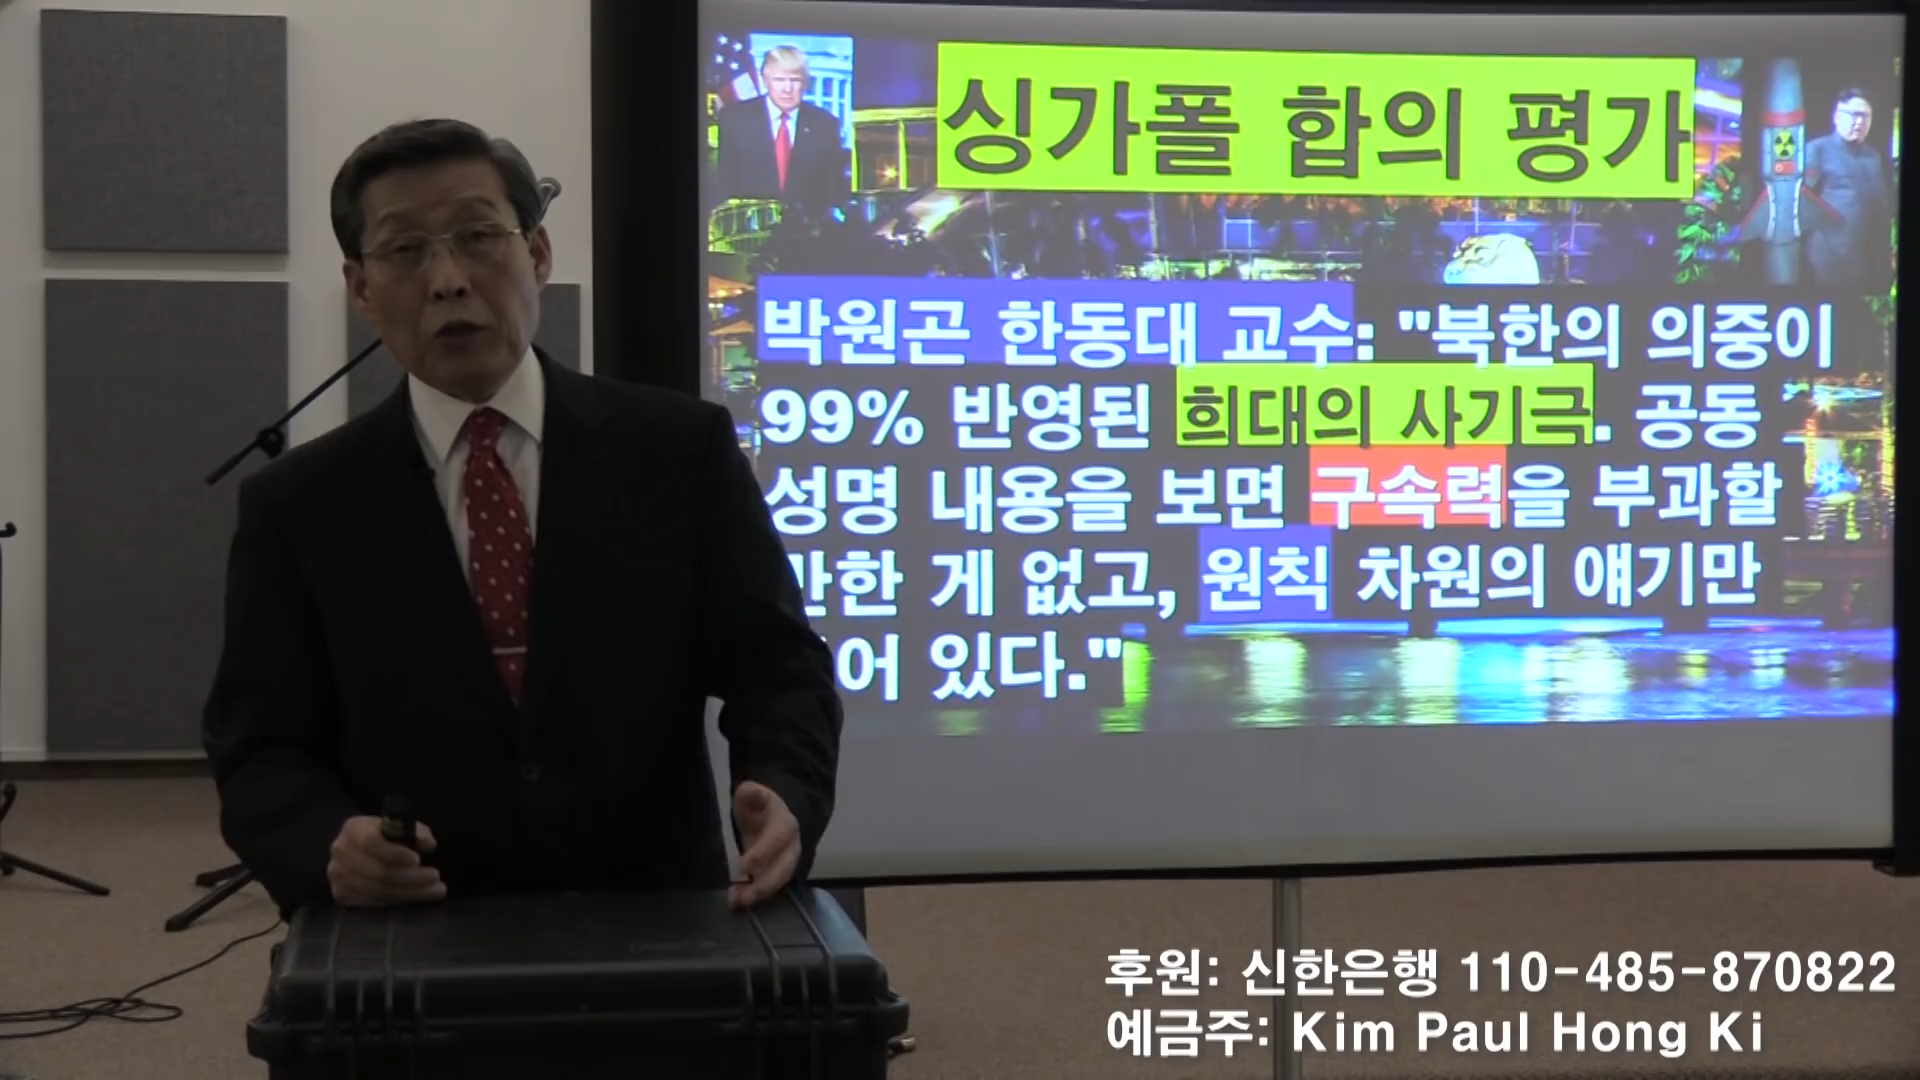 싱가폴 합의 평가
박원곤 한동대 교수: "북한의 의중이
99% 반영된 희대의 사기극. 공동
성명 내용을 보면 구속력을 부과할
만한 게 없고, 원칙 차원의 얘기만
있다."
후원: 신한은행 110-485-870822
예금주: Kim Paul Hong Ki